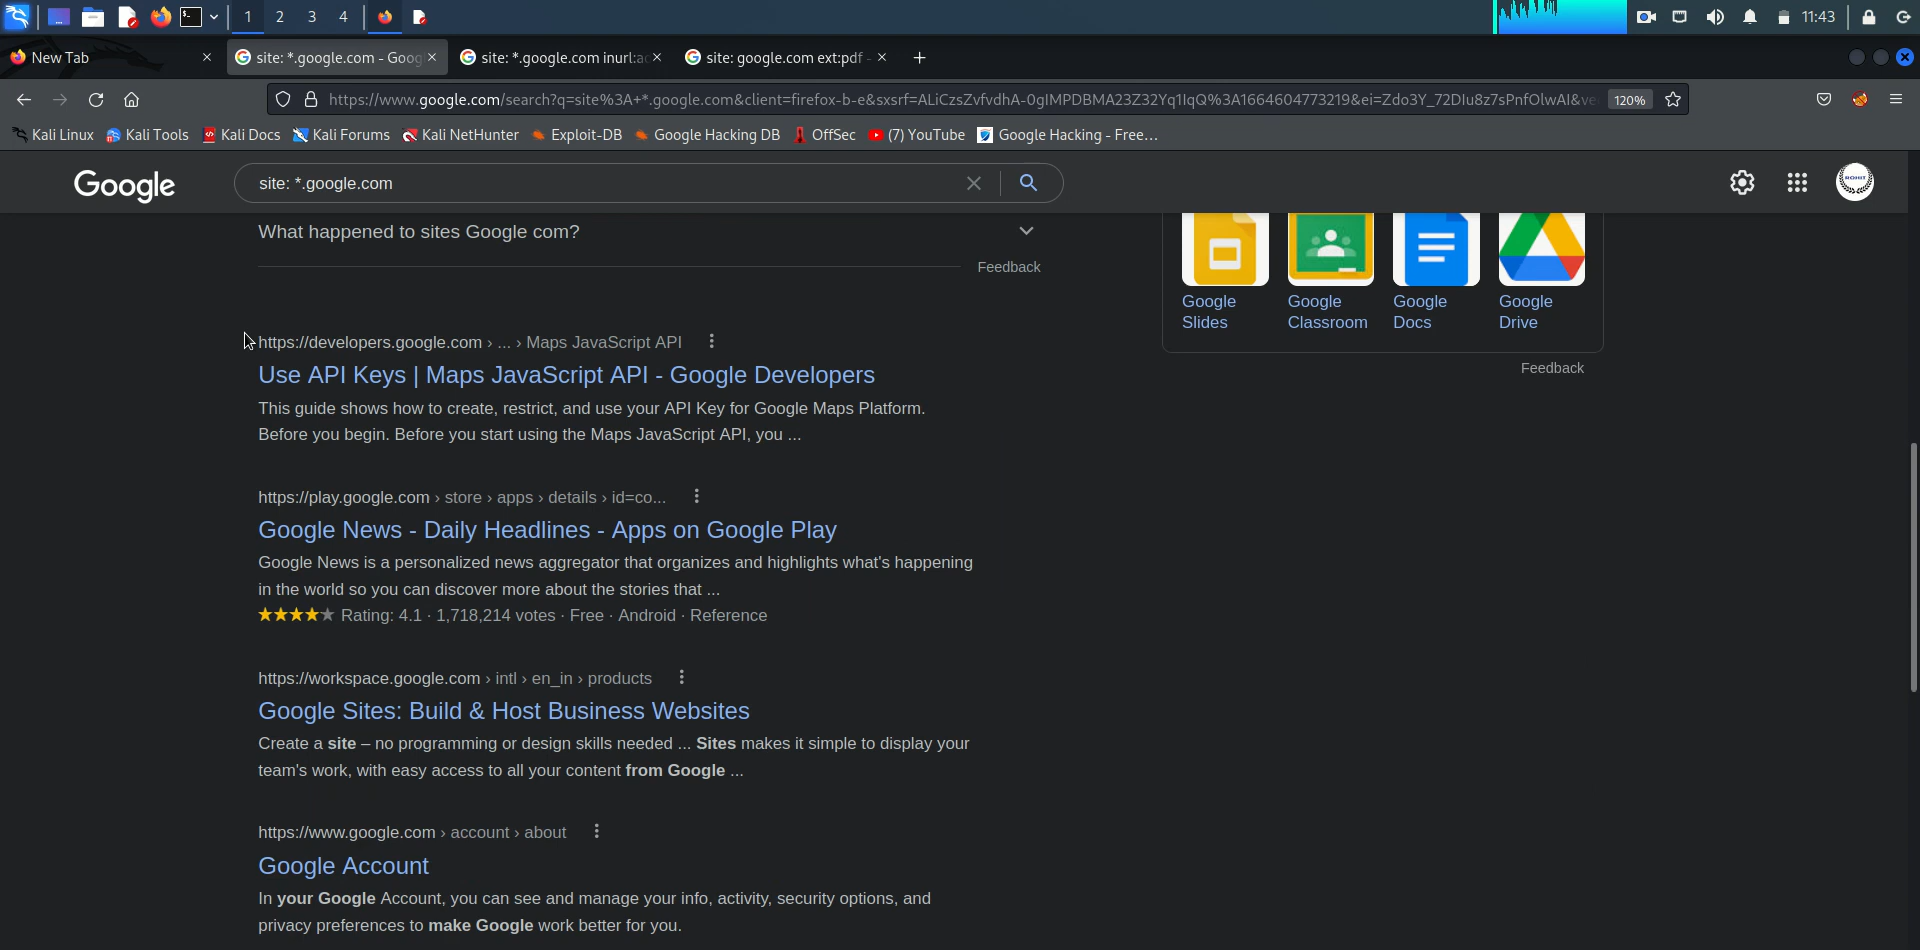 1 2 3 4 11:43
New Tab
site: *.google.com - Goog
site: *.google.com inurl:ac
site: google.com ext:pdf -
https://www.google.com/search?q=site%3A+*.google.com&client=firefox-b-e&sxsrf=ALiCzsZvfvdhA-0gIMPDBMA23Z32Yq1IqQ%3A1664604773219&ei=Zdo3Y_72DIu8z7sPnfOlwAI&ve
120%
Kali Linux Kali Tools Kali Docs Kali Forums Kali NetHunter Exploit-DB Google Hacking DB OffSec (7) YouTube Google Hacking - Free...
Google
site: *.google.com
ROHIT
What happened to sites Google com?
Feedback
https://developers.google.com › ... › Maps JavaScript API
Use API Keys | Maps JavaScript API - Google Developers
This guide shows how to create, restrict, and use your API Key for Google Maps Platform.
Before you begin. Before you start using the Maps JavaScript API, you ...
https://play.google.com › store › apps › details › id=co...
Google News - Daily Headlines - Apps on Google Play
Google News is a personalized news aggregator that organizes and highlights what's happening
in the world so you can discover more about the stories that ...
Rating: 4.1 · 1,718,214 votes · Free · Android · Reference
https://workspace.google.com › intl › en_in › products
Google Sites: Build & Host Business Websites
Create a site – no programming or design skills needed ... Sites makes it simple to display your
team's work, with easy access to all your content from Google ...
https://www.google.com › account › about
Google Account
In your Google Account, you can see and manage your info, activity, security options, and
privacy preferences to make Google work better for you.
Google
Slides
Google
Classroom
Google
Docs
Google
Drive
Feedback